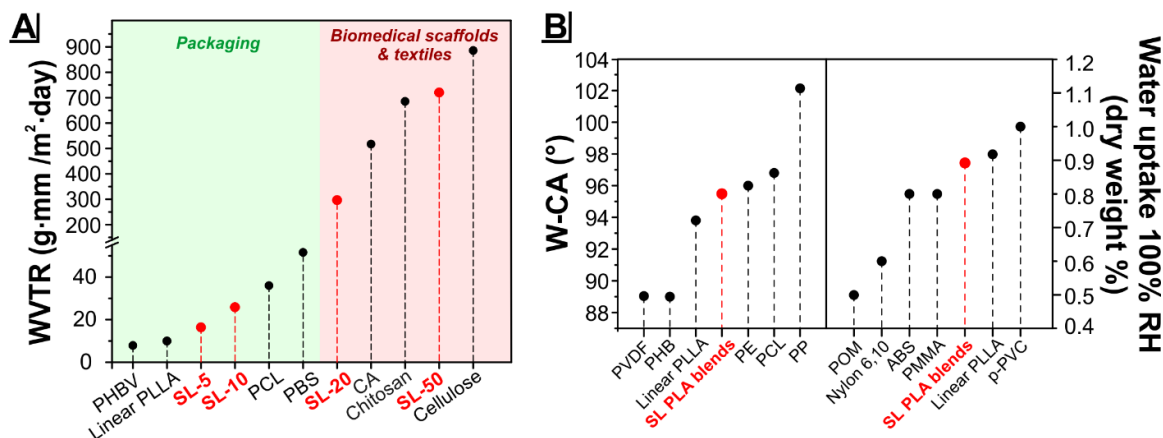 A
Packaging
Biomedical scaffolds
& textiles
WVTR (g·mm /m²·day)
900
800
700
600
500
400
300
200
40
20
0
PHBV
Linear PLLA
SL-5
SL-10
PCL
PBS
SL-20
CA
Chitosan
SL-50
Cellulose
B
W-CA (°)
104
102
100
98
96
94
92
90
88
PVDF
PHB
Linear PLLA
SL PLA blends
PE
PCL
PP
POM
Nylon 6,10
ABS
PMMA
SL PLA blends
Linear PLLA
p-PVC
1.2
1.1
1.0
0.9
0.8
0.7
0.6
0.5
0.4
Water uptake 100% RH
(dry weight %)